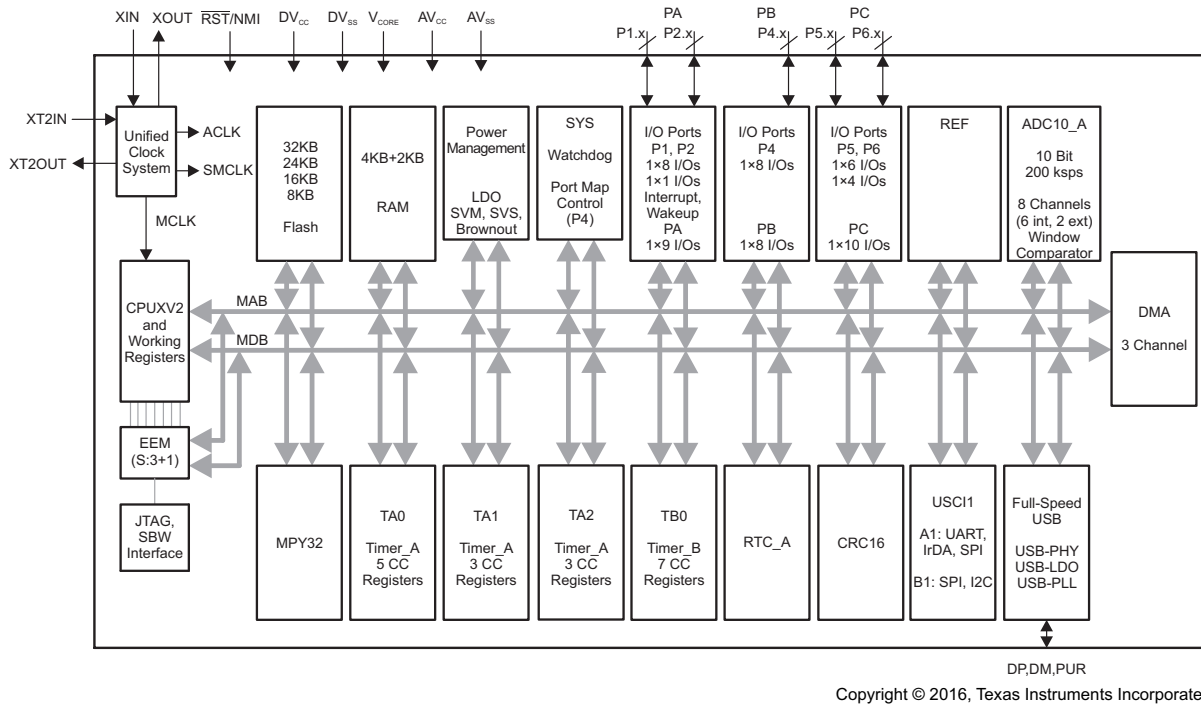 XIN XOUT RST/NMI DVCC DVSS VCORE AVCC AVSS PA PB PC
P1.x P2.x P4.x P5.x P6.x
XT2IN
XT2OUT
Unified
Clock
System
ACLK
SMCLK
MCLK
32KB
24KB
16KB
8KB
Flash
4KB+2KB
RAM
Power
Management
LDO
SVM, SVS,
Brownout
SYS
Watchdog
Port Map
Control
(P4)
I/O Ports
P1, P2
1×8 I/Os
1×1 I/Os
Interrupt,
Wakeup
PA
1×9 I/Os
I/O Ports
P4
1×8 I/Os
PB
1×8 I/Os
I/O Ports
P5, P6
1×6 I/Os
1×4 I/Os
PC
1×10 I/Os
REF
ADC10_A
10 Bit
200 ksps
8 Channels
(6 int, 2 ext)
Window
Comparator
CPUXV2
and
Working
Registers
MAB
MDB
DMA
3 Channel
EEM
(S:3+1)
JTAG,
SBW
Interface
MPY32
TA0
Timer_A
5 CC
Registers
TA1
Timer_A
3 CC
Registers
TA2
Timer_A
3 CC
Registers
TB0
Timer_B
7 CC
Registers
RTC_A
CRC16
USCI1
A1: UART,
IrDA, SPI
B1: SPI, I2C
Full-Speed
USB
USB-PHY
USB-LDO
USB-PLL
DP,DM,PUR
Copyright © 2016, Texas Instruments Incorporate